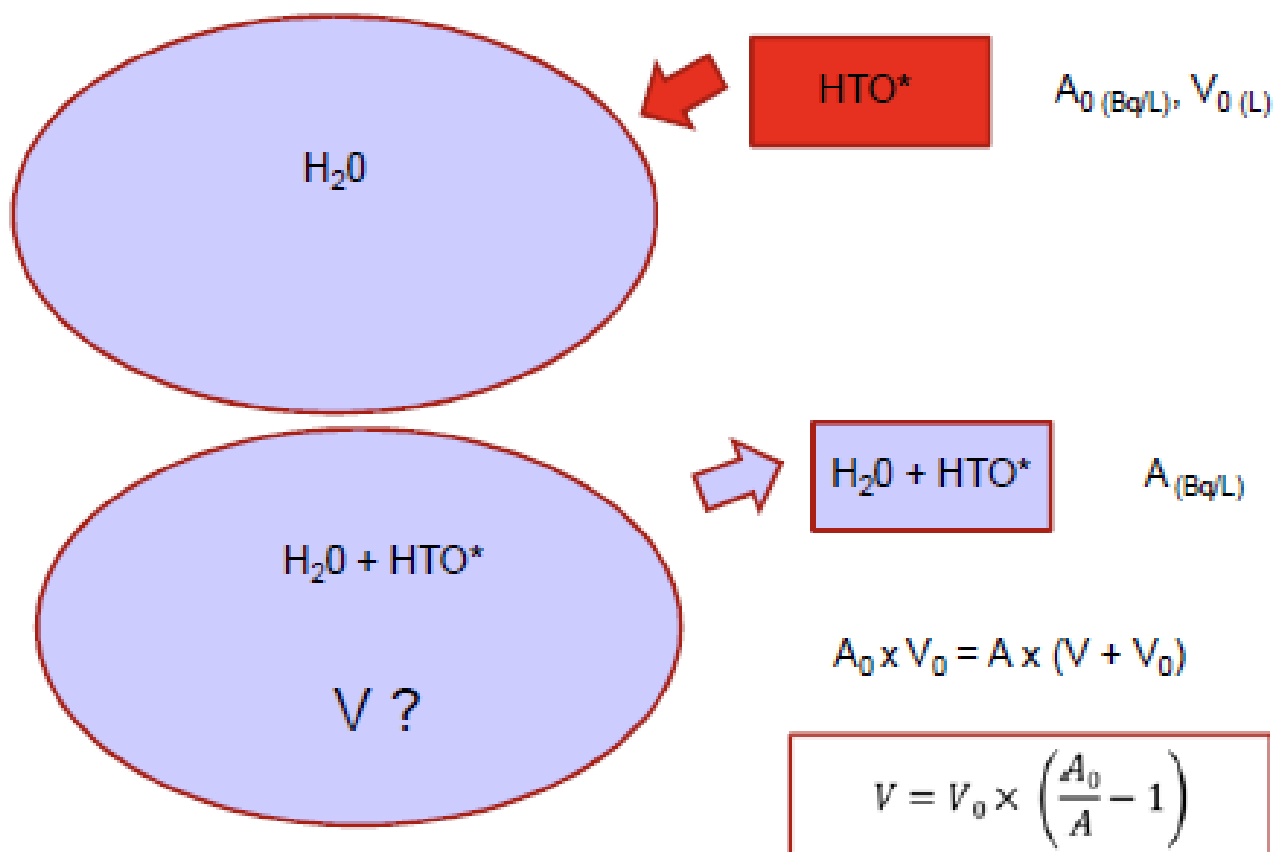 HTO*
A₀ (Bq/L), V₀ (L)
H₂0
H₂0 + HTO*
A (Bq/L)
H₂0 + HTO*
V ?
A₀ x V₀ = A x (V + V₀)
V = V₀ × (A₀/A − 1)